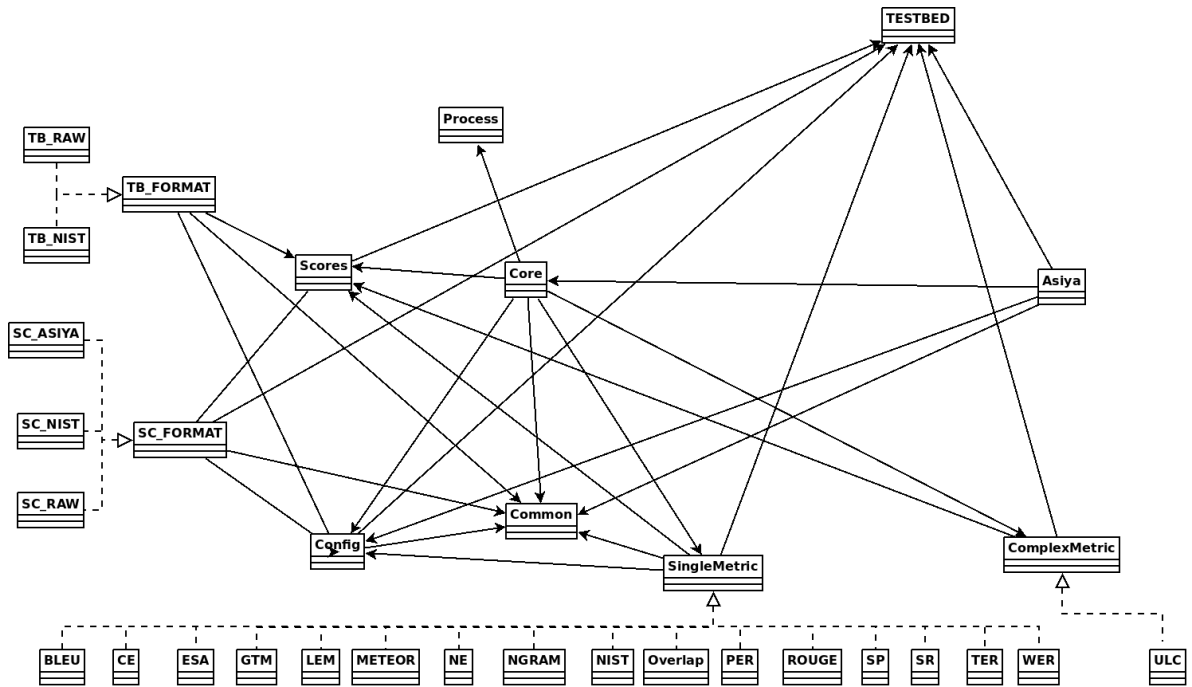 TESTBED
Process
TB_RAW
TB_FORMAT
TB_NIST
Scores
Core
Asiya
SC_ASIYA
SC_NIST
SC_FORMAT
SC_RAW
Common
Config
ComplexMetric
SingleMetric
BLEU
CE
ESA
GTM
LEM
METEOR
NE
NGRAM
NIST
Overlap
PER
ROUGE
SP
SR
TER
WER
ULC